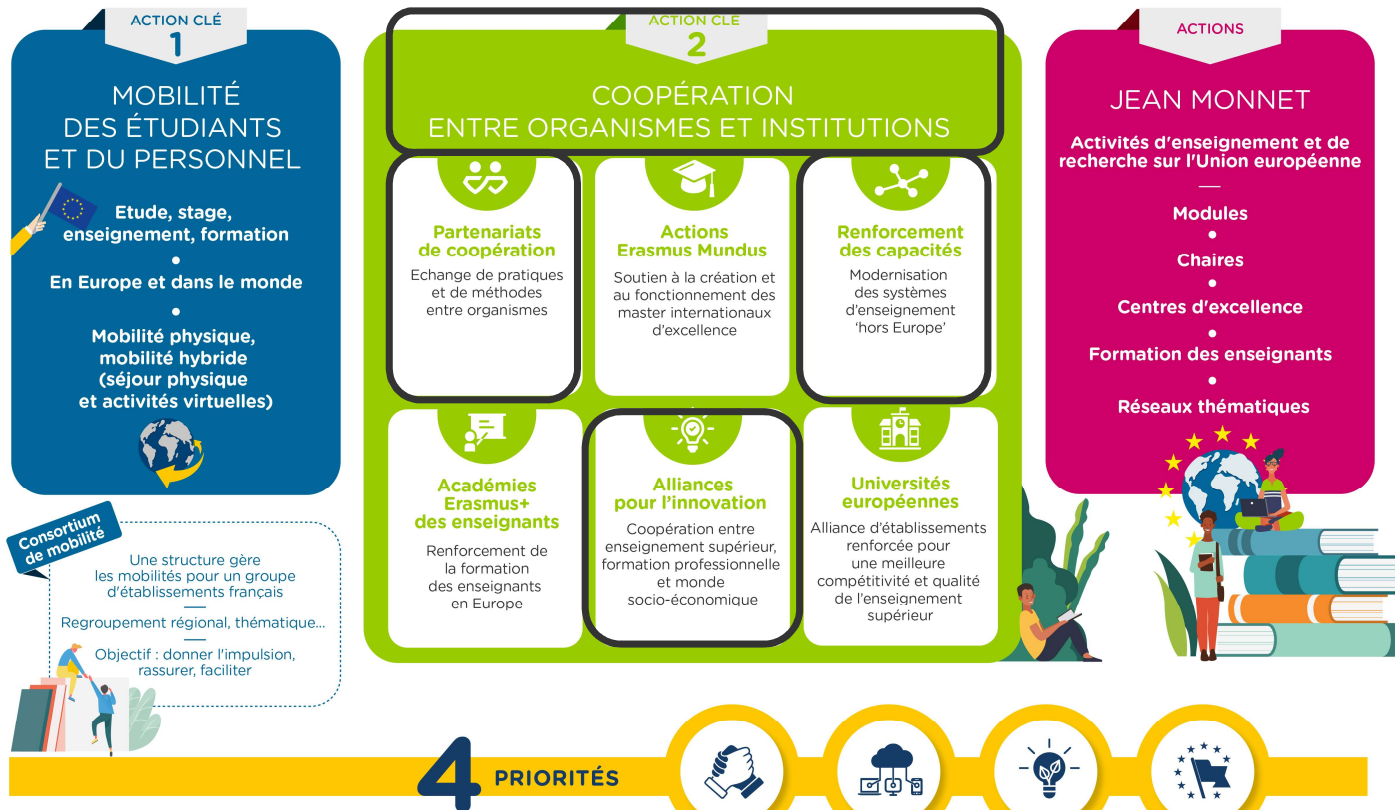 ACTION CLÉ
1
MOBILITÉ
DES ÉTUDIANTS
ET DU PERSONNEL
Etude, stage,
enseignement, formation
En Europe et dans le monde
Mobilité physique,
mobilité hybride
(séjour physique
et activités virtuelles)
Consortium
de mobilité
Une structure gère
les mobilités pour un groupe
d'établissements français
Regroupement régional, thématique...
Objectif : donner l'impulsion,
rassurer, faciliter
ACTION CLÉ
2
COOPÉRATION
ENTRE ORGANISMES ET INSTITUTIONS
Partenariats
de coopération
Echange de pratiques
et de méthodes
entre organismes
Actions
Erasmus Mundus
Soutien à la création et
au fonctionnement des
master internationaux
d'excellence
Renforcement
des capacités
Modernisation
des systèmes
d'enseignement
'hors Europe'
Académies
Erasmus+
des enseignants
Renforcement de
la formation
des enseignants
en Europe
Alliances
pour l'innovation
Coopération entre
enseignement supérieur,
formation professionnelle
et monde
socio-économique
Universités
européennes
Alliance d'établissements
renforcée pour
une meilleure
compétitivité et qualité
de l'enseignement
supérieur
ACTIONS
JEAN MONNET
Activités d'enseignement et de
recherche sur l'Union européenne
Modules
Chaires
Centres d'excellence
Formation des enseignants
Réseaux thématiques
4 PRIORITÉS